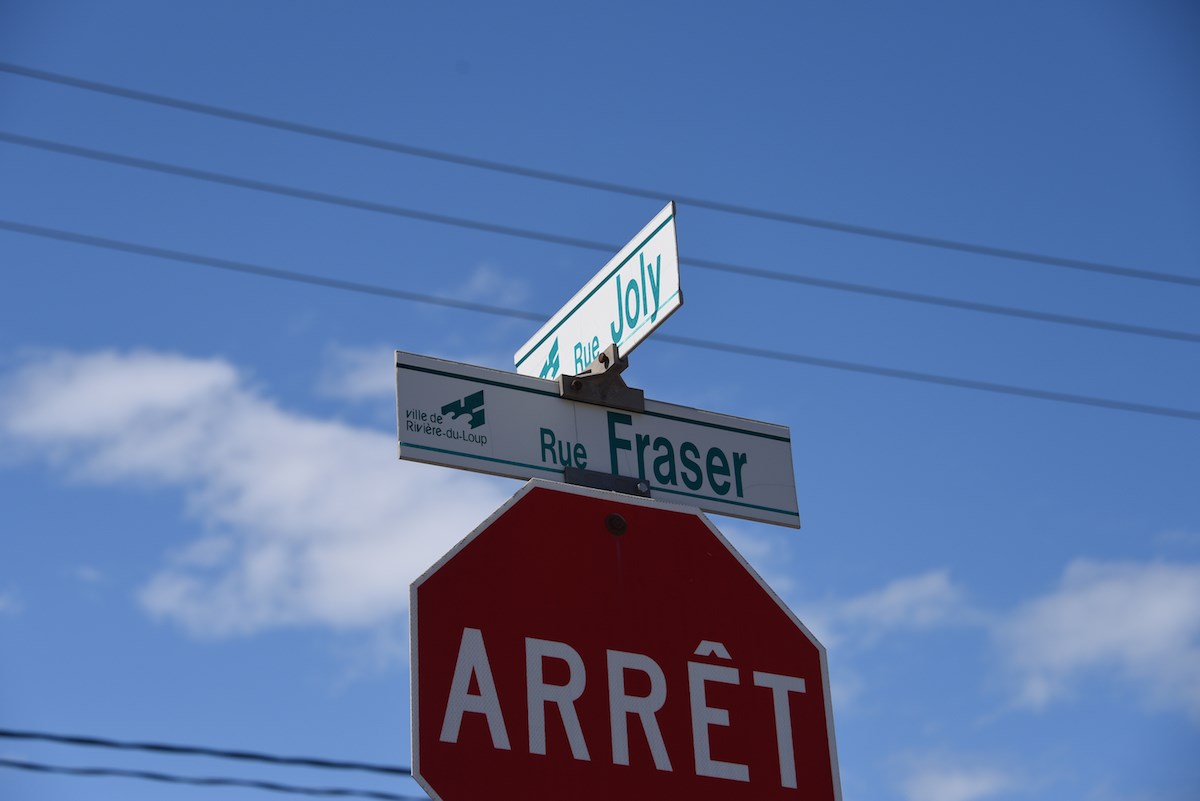 Rue Joly
ville de
Rivière-du-Loup
Rue Fraser
ARRÊT